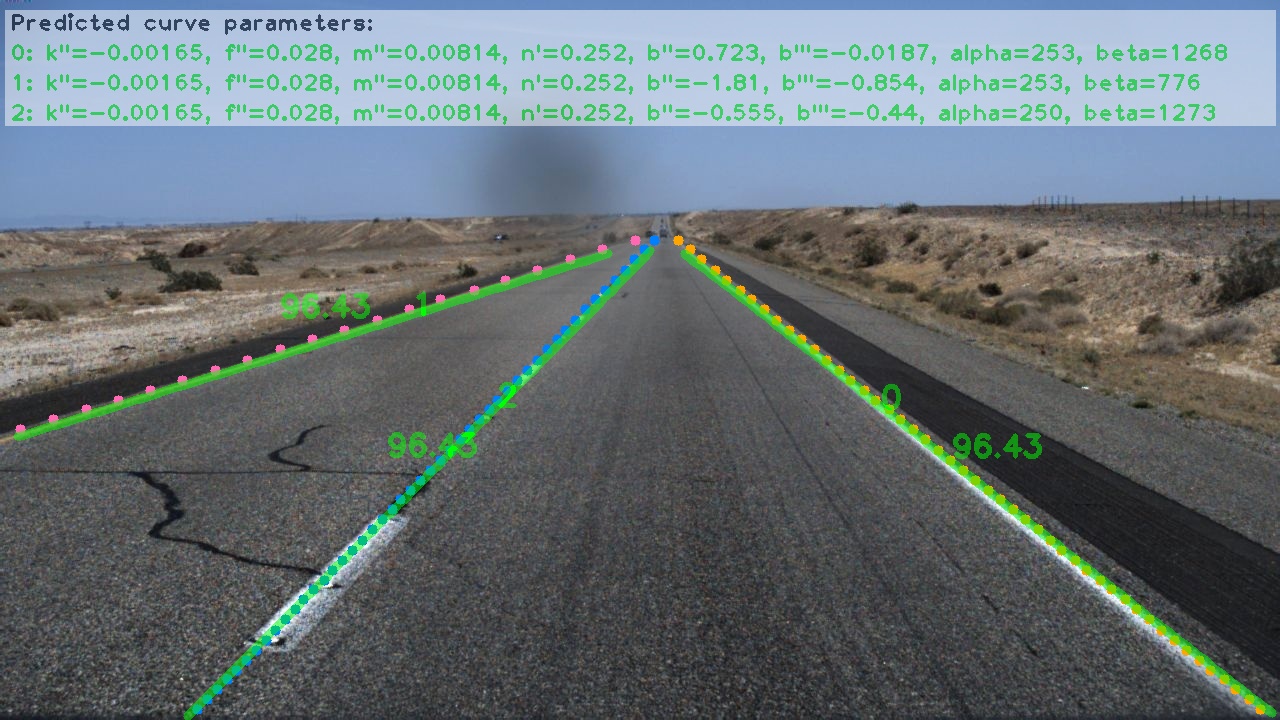 Predicted curve parameters:
0: k''=-0.00165, f''=0.028, m''=0.00814, n'=0.252, b''=0.723, b'''=-0.0187, alpha=253, beta=1268
1: k''=-0.00165, f''=0.028, m''=0.00814, n'=0.252, b''=-1.81, b'''=-0.854, alpha=253, beta=776
2: k''=-0.00165, f''=0.028, m''=0.00814, n'=0.252, b''=-0.555, b'''=-0.44, alpha=250, beta=1273
96.43 1
2 0
96.43 96.43